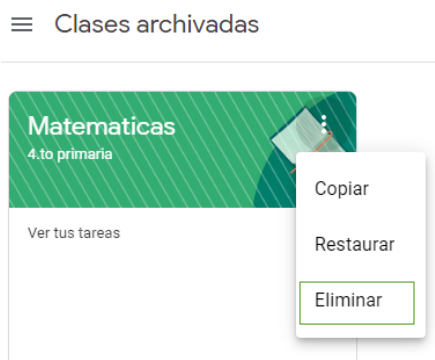 Clases archivadas
Matematicas
4.to primaria
Ver tus tareas
Copiar
Restaurar
Eliminar